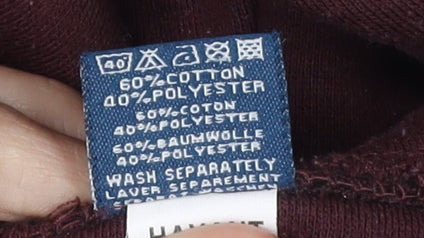 40
60%COTTON
40%POLYESTER
60%COTON
40%POLYESTER
60%BAUMWOLLE
40%POLYESTER
WASH SEPARATELY
LAVER SEPAREMENT